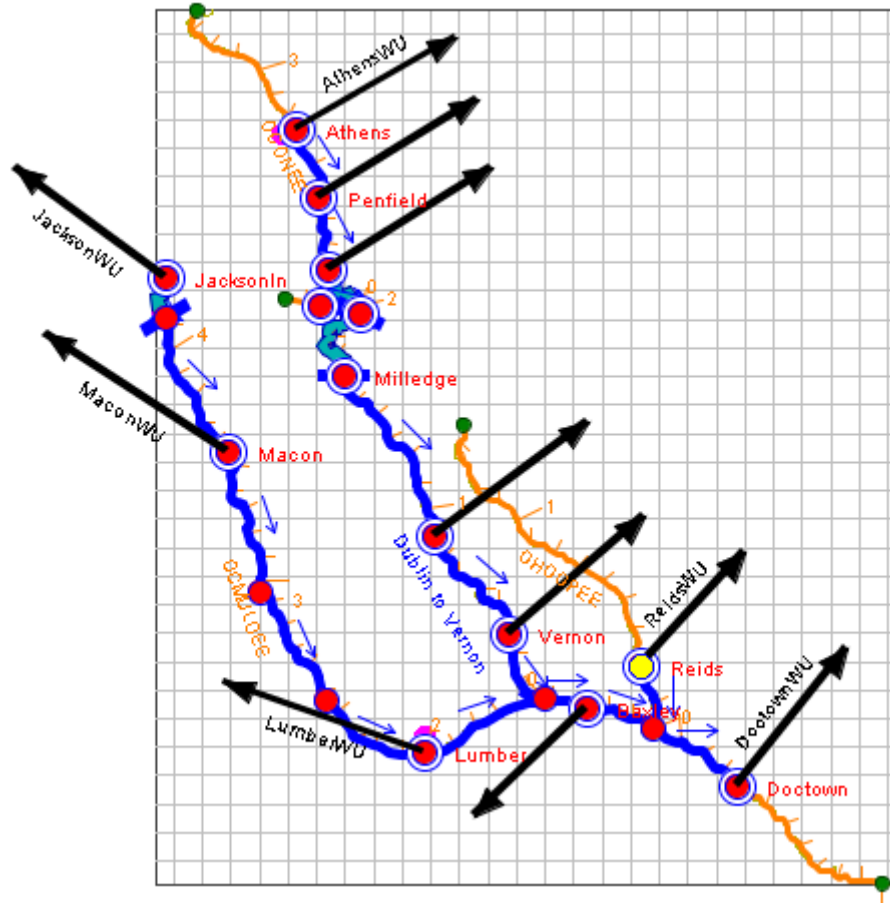 3
AthensWU
Athens
OCONEE
Penfield
JacksonWU
JacksonIn
0
2
4
Milledge
MaconWU
Macon
1
1
Dublin to Vernon
OHOOPEE
OCMULGEE
3
ReidsWU
Vernon
Reids
LumberWU
2
Lumber
0
Baxley
0
DoctownWU
Doctown